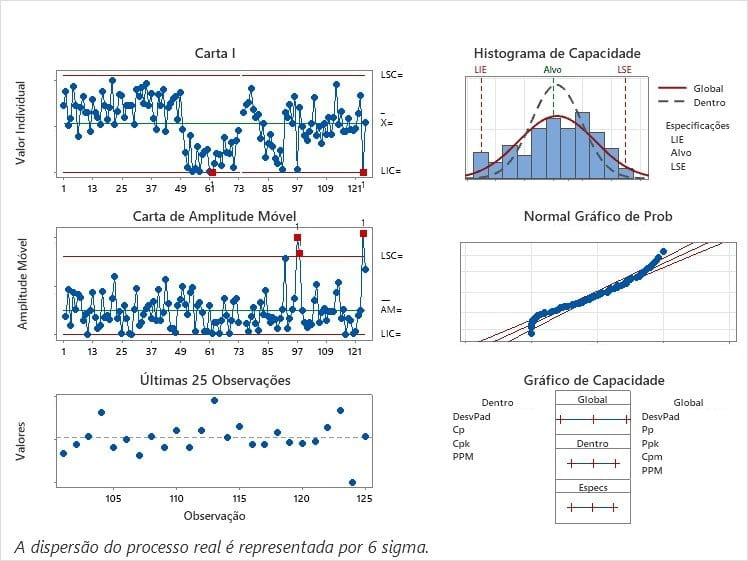 Carta I
Valor Individual
LSC=
_
X=
LIC=
1 13 25 37 49 61 73 85 97 109 121
1
1
Histograma de Capacidade
LIE Alvo LSE
Global
Dentro
Especificações
LIE
Alvo
LSE
Carta de Amplitude Móvel
Amplitude Móvel
1
1
LSC=
__
AM=
LIC=
1 13 25 37 49 61 73 85 97 109 121
Normal Gráfico de Prob
Últimas 25 Observações
Valores
105 110 115 120 125
Observação
Gráfico de Capacidade
Dentro
DesvPad
Cp
Cpk
PPM
Global
Dentro
Especs
Global
DesvPad
Pp
Ppk
Cpm
PPM
A dispersão do processo real é representada por 6 sigma.